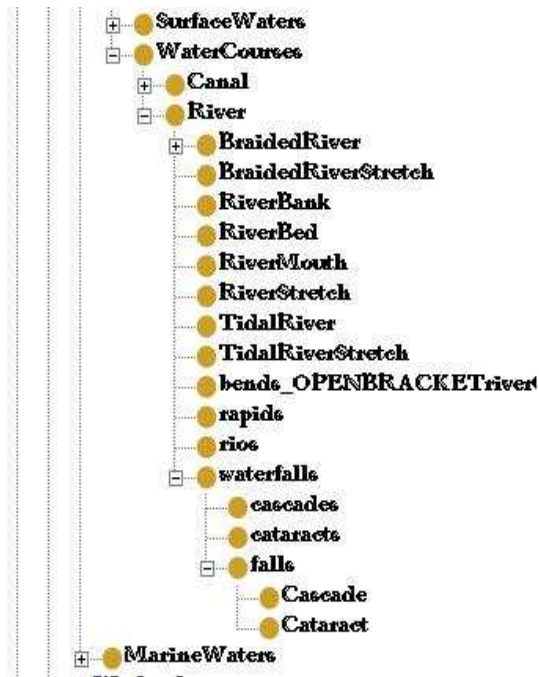 SurfaceWaters
WaterCourses
Canal
River
BraidedRiver
BraidedRiverStretch
RiverBank
RiverBed
RiverMouth
RiverStretch
TidalRiver
TidalRiverStretch
bends_OPENBRACKETriver
rapids
rios
waterfalls
cascades
cataracts
falls
Cascade
Cataract
MarineWaters